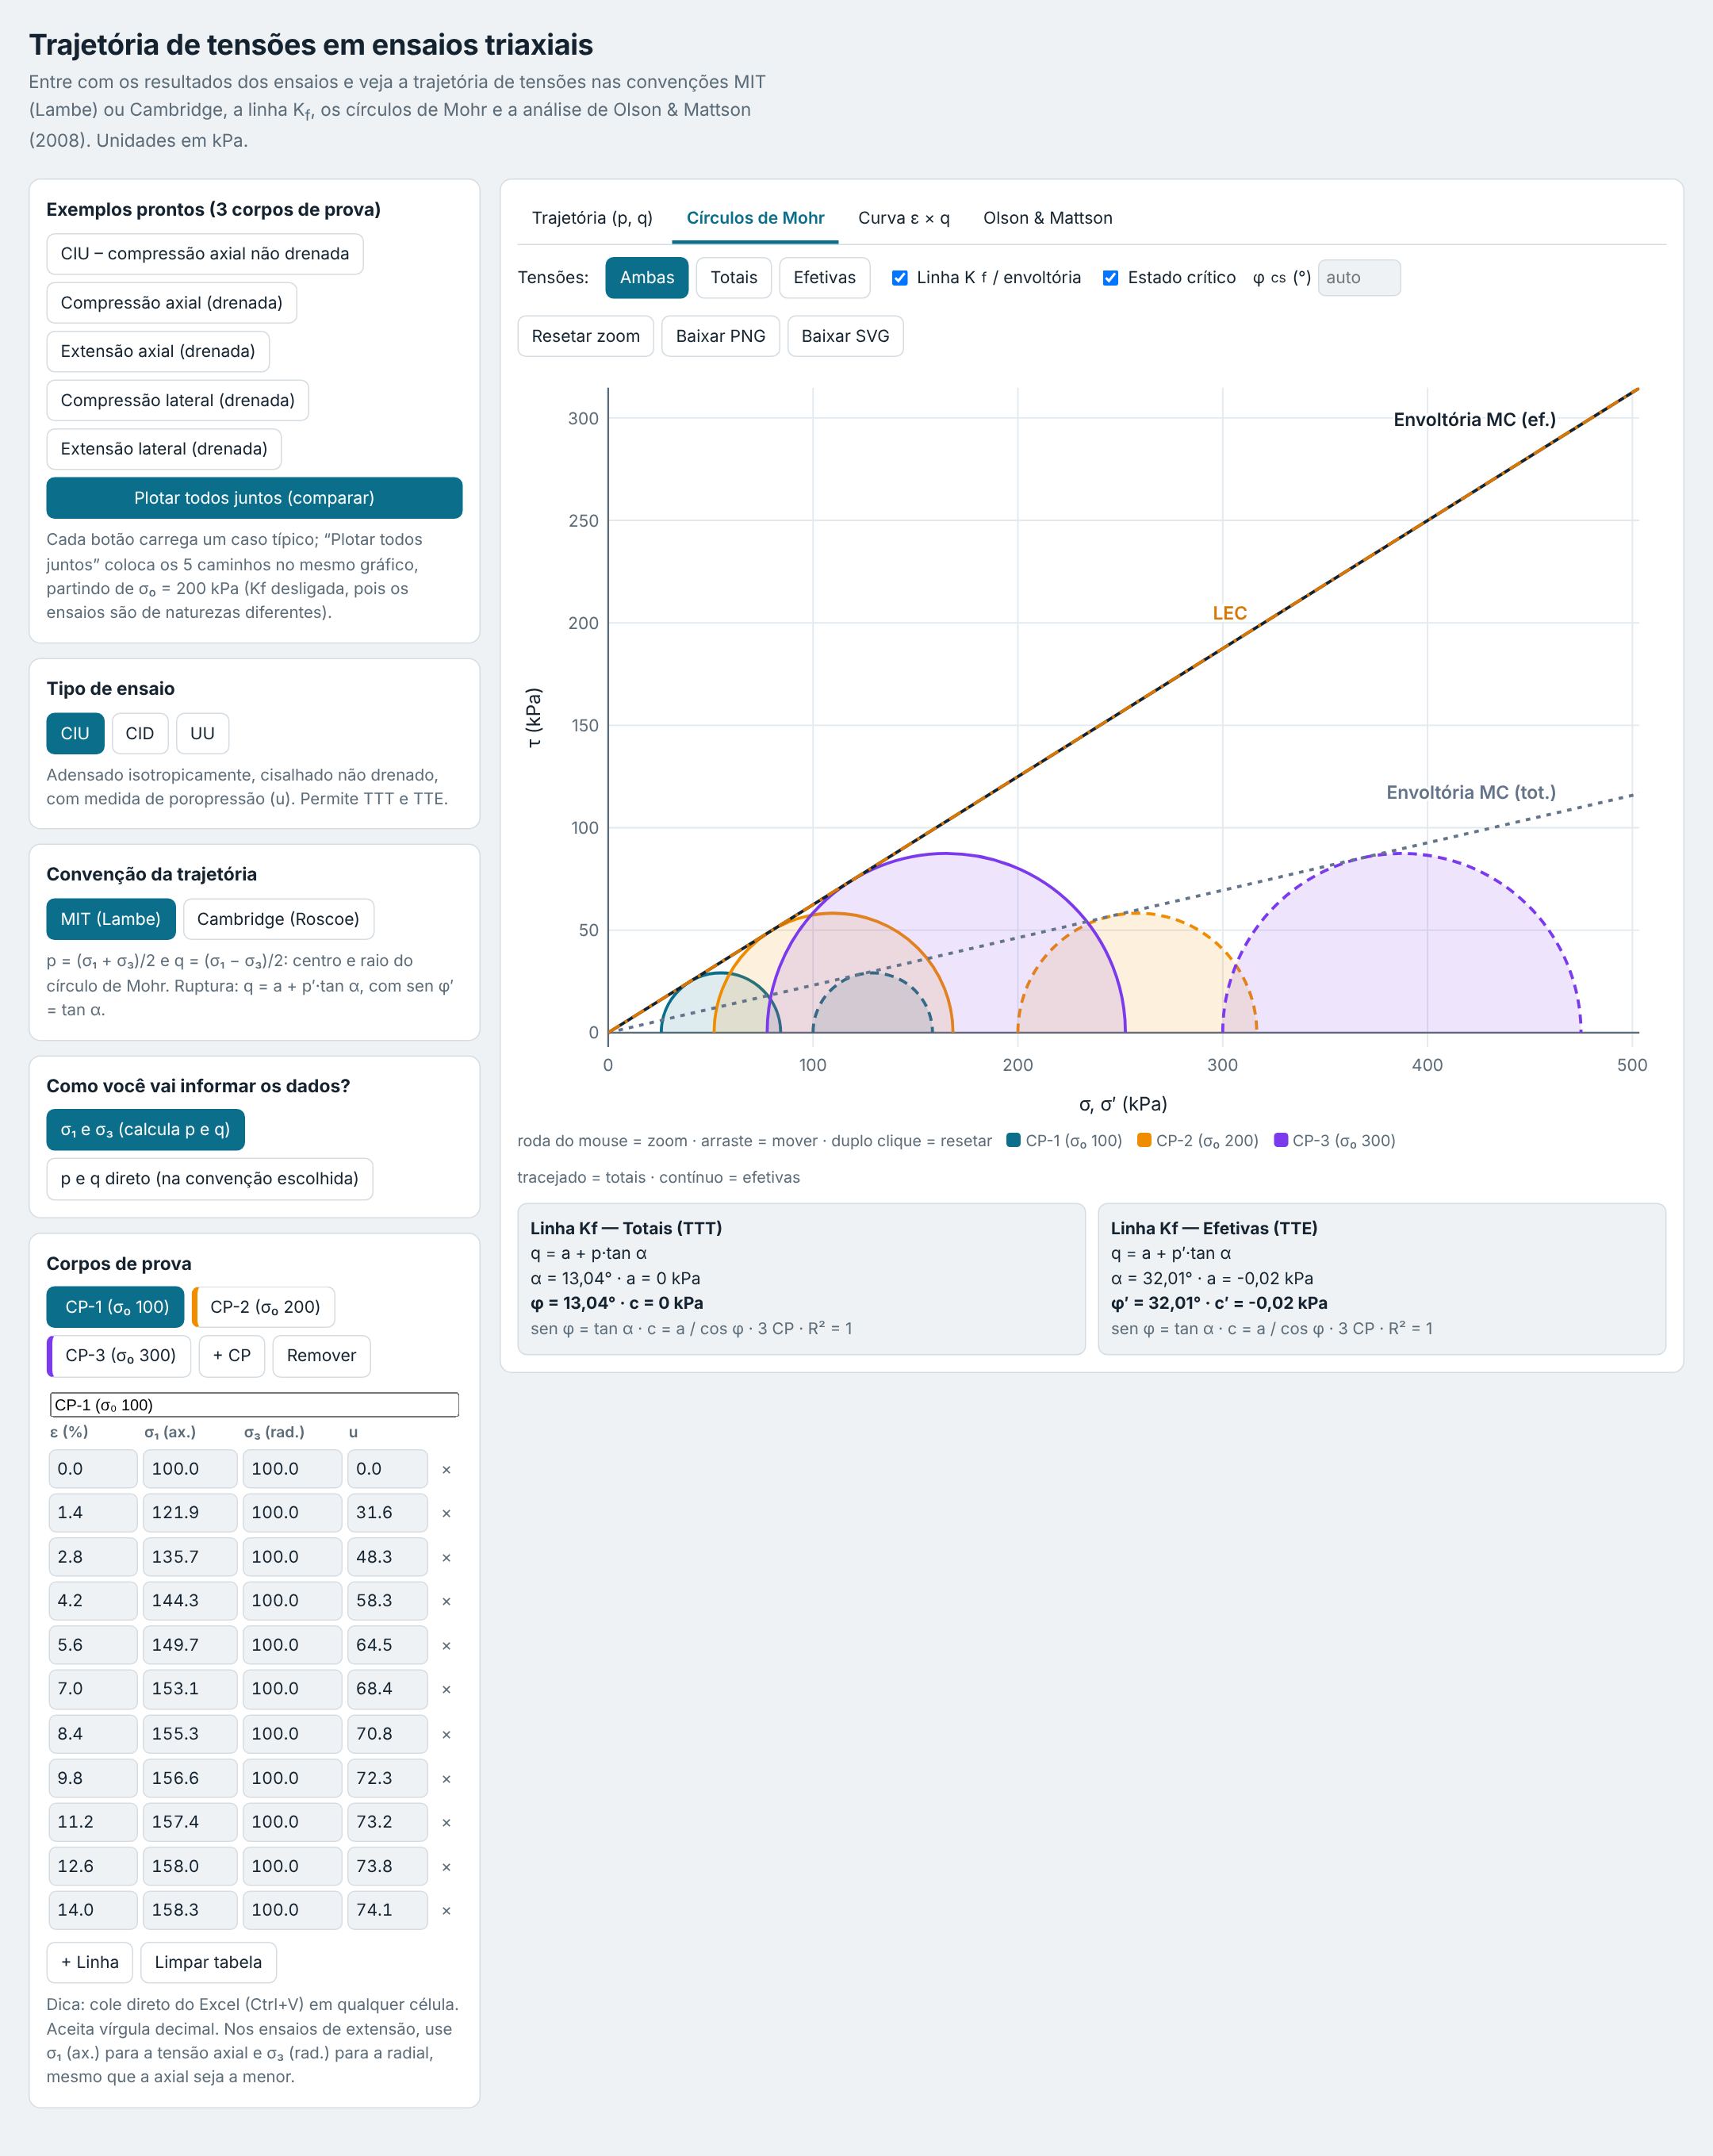 Trajetória de tensões em ensaios triaxiais
Entre com os resultados dos ensaios e veja a trajetória de tensões nas convenções MIT
(Lambe) ou Cambridge, a linha Kf, os círculos de Mohr e a análise de Olson & Mattson
(2008). Unidades em kPa.
Exemplos prontos (3 corpos de prova)
CIU – compressão axial não drenada
Compressão axial (drenada)
Extensão axial (drenada)
Compressão lateral (drenada)
Extensão lateral (drenada)
Plotar todos juntos (comparar)
Cada botão carrega um caso típico; “Plotar todos
juntos” coloca os 5 caminhos no mesmo gráfico,
partindo de σ₀ = 200 kPa (Kf desligada, pois os
ensaios são de naturezas diferentes).
Tipo de ensaio
CIU CID UU
Adensado isotropicamente, cisalhado não drenado,
com medida de poropressão (u). Permite TTT e TTE.
Convenção da trajetória
MIT (Lambe) Cambridge (Roscoe)
p = (σ₁ + σ₃)/2 e q = (σ₁ − σ₃)/2: centro e raio do
círculo de Mohr. Ruptura: q = a + p′·tan α, com sen φ′
= tan α.
Como você vai informar os dados?
σ₁ e σ₃ (calcula p e q)
p e q direto (na convenção escolhida)
Corpos de prova
CP-1 (σ₀ 100) CP-2 (σ₀ 200)
CP-3 (σ₀ 300) + CP Remover
CP-1 (σ₀ 100)
ε (%) σ₁ (ax.) σ₃ (rad.) u
0.0 100.0 100.0 0.0 ×
1.4 121.9 100.0 31.6 ×
2.8 135.7 100.0 48.3 ×
4.2 144.3 100.0 58.3 ×
5.6 149.7 100.0 64.5 ×
7.0 153.1 100.0 68.4 ×
8.4 155.3 100.0 70.8 ×
9.8 156.6 100.0 72.3 ×
11.2 157.4 100.0 73.2 ×
12.6 158.0 100.0 73.8 ×
14.0 158.3 100.0 74.1 ×
+ Linha Limpar tabela
Dica: cole direto do Excel (Ctrl+V) em qualquer célula.
Aceita vírgula decimal. Nos ensaios de extensão, use
σ₁ (ax.) para a tensão axial e σ₃ (rad.) para a radial,
mesmo que a axial seja a menor.
Trajetória (p, q) Círculos de Mohr Curva ε × q Olson & Mattson
Tensões: Ambas Totais Efetivas Linha K f / envoltória Estado crítico φ cs (°) auto
Resetar zoom Baixar PNG Baixar SVG
300
250
200
150
100
50
0
τ (kPa)
Envoltória MC (ef.)
LEC
Envoltória MC (tot.)
0 100 200 300 400 500
σ, σ′ (kPa)
roda do mouse = zoom · arraste = mover · duplo clique = resetar CP-1 (σ₀ 100) CP-2 (σ₀ 200) CP-3 (σ₀ 300)
tracejado = totais · contínuo = efetivas
Linha Kf — Totais (TTT)
q = a + p·tan α
α = 13,04° · a = 0 kPa
φ = 13,04° · c = 0 kPa
sen φ = tan α · c = a / cos φ · 3 CP · R² = 1
Linha Kf — Efetivas (TTE)
q = a + p′·tan α
α = 32,01° · a = -0,02 kPa
φ′ = 32,01° · c′ = -0,02 kPa
sen φ = tan α · c = a / cos φ · 3 CP · R² = 1